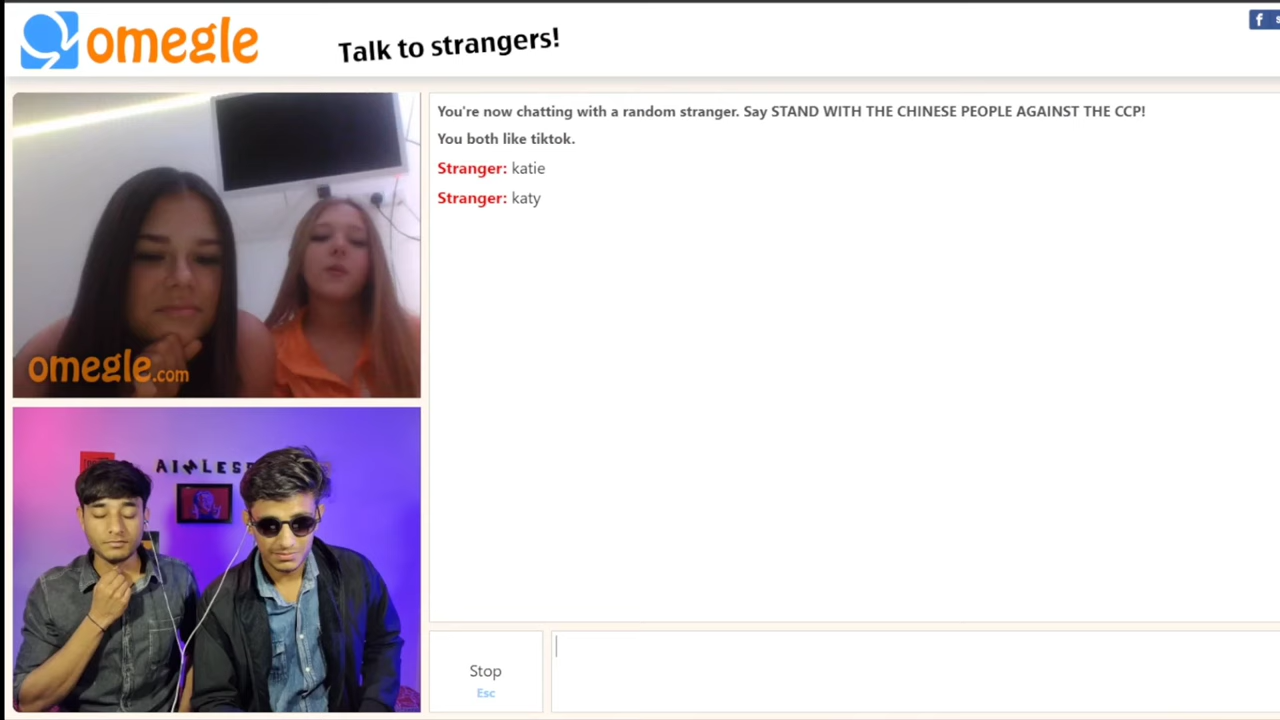 omegle
Talk to strangers!
f
You're now chatting with a random stranger. Say STAND WITH THE CHINESE PEOPLE AGAINST THE CCP!
You both like tiktok.
Stranger: katie
Stranger: katy
omegle.com
AIMLESS
Stop
Esc